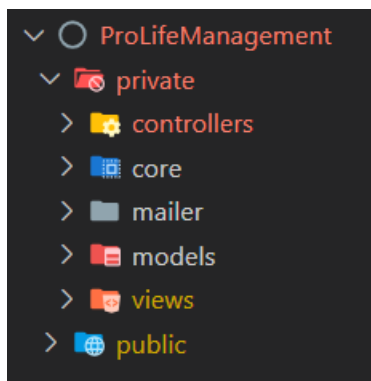 ProLifeManagement
private
controllers
core
mailer
models
views
public